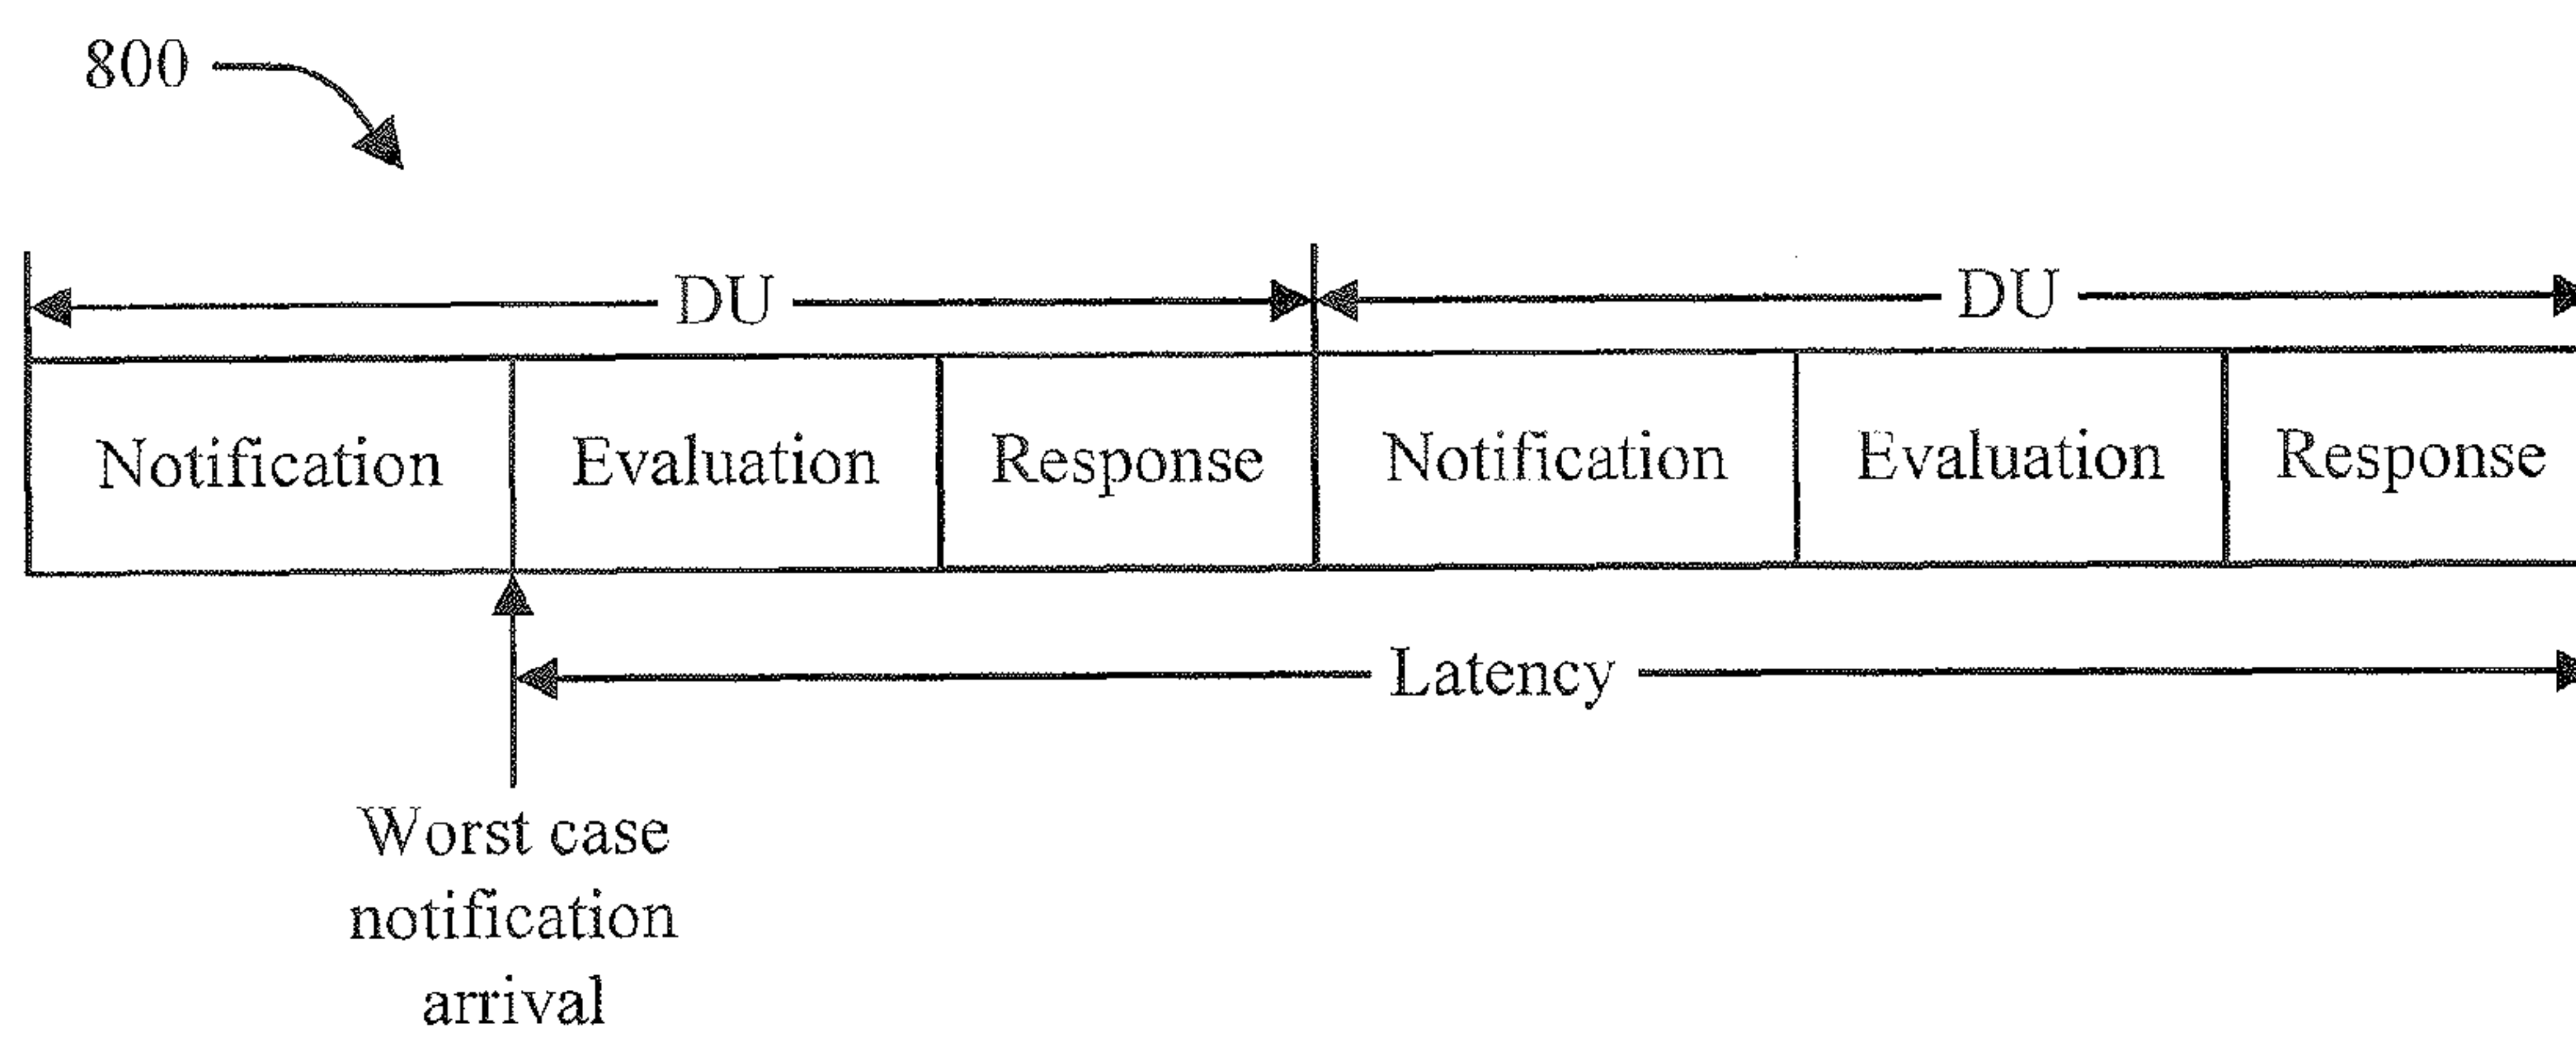 800
DU DU
Notification Evaluation Response Notification Evaluation Response
Latency
Worst case
notification
arrival